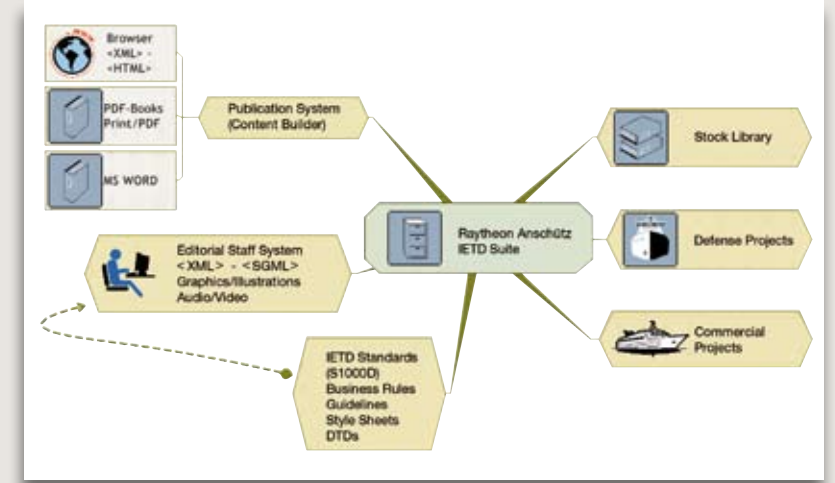 Browser
<XML> -
<HTML>
PDF-Books
Print/PDF
MS WORD
Publication System
(Content Builder)
Editorial Staff System
<XML> - <SGML>
Graphics/Illustrations
Audio/Video
IETD Standards
(S1000D)
Business Rules
Guidelines
Style Sheets
DTDs
Raytheon Anschütz
IETD Suite
Stock Library
Defense Projects
Commercial
Projects